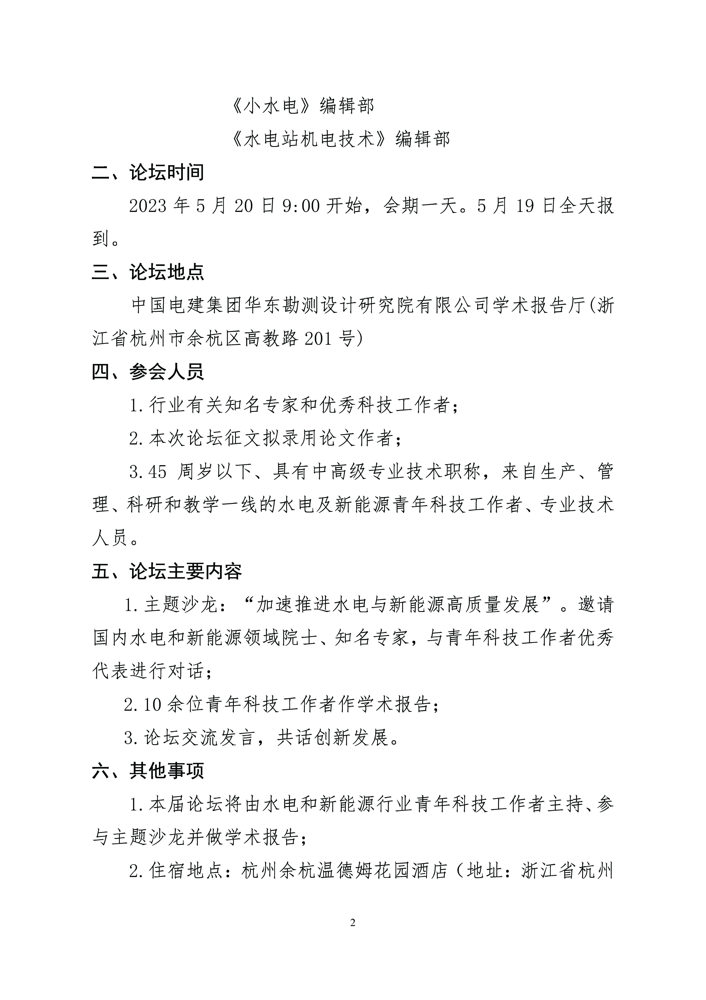 《小水电》编辑部
《水电站机电技术》编辑部
二、论坛时间
2023 年 5 月 20 日 9:00 开始，会期一天。5 月 19 日全天报
到。
三、论坛地点
中国电建集团华东勘测设计研究院有限公司学术报告厅(浙
江省杭州市余杭区高教路 201 号)
四、参会人员
1.行业有关知名专家和优秀科技工作者；
2.本次论坛征文拟录用论文作者；
3.45 周岁以下、具有中高级专业技术职称，来自生产、管
理、科研和教学一线的水电及新能源青年科技工作者、专业技术
人员。
五、论坛主要内容
1.主题沙龙：“加速推进水电与新能源高质量发展”。邀请
国内水电和新能源领域院士、知名专家，与青年科技工作者优秀
代表进行对话；
2.10 余位青年科技工作者作学术报告；
3.论坛交流发言，共话创新发展。
六、其他事项
1.本届论坛将由水电和新能源行业青年科技工作者主持、参
与主题沙龙并做学术报告；
2.住宿地点：杭州余杭温德姆花园酒店（地址：浙江省杭州
2